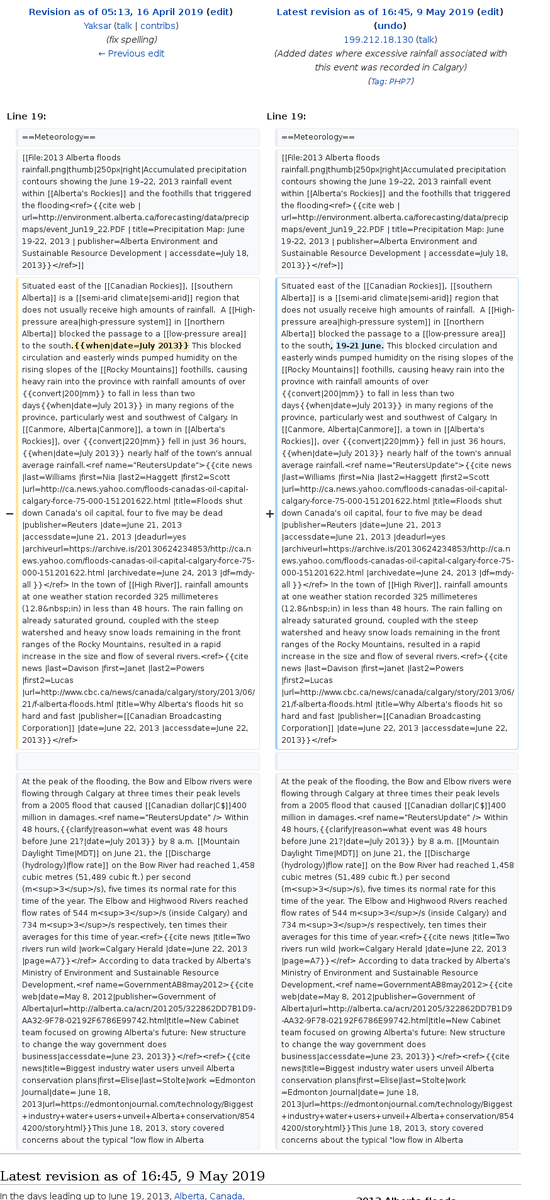 Revision as of 05:13, 16 April 2019 (edit)
Yaksar (talk | contribs)
(fix spelling)
← Previous edit
Latest revision as of 16:45, 9 May 2019 (edit)
(undo)
199.212.18.130 (talk)
(Added dates where excessive rainfall associated with
this event was recorded in Calgary)
(Tag: PHP7)
Line 19:
==Meteorology==
[[File:2013 Alberta floods
rainfall.png|thumb|250px|right|Accumulated precipitation
contours showing the June 19–22, 2013 rainfall event
within [[Alberta's Rockies]] and the foothills that triggered
the flooding<ref>{{cite web |
url=http://environment.alberta.ca/forecasting/data/precip
maps/event_Jun19_22.PDF | title=Precipitation Map: June
19-22, 2013 | publisher=Alberta Environment and
Sustainable Resource Development | accessdate=July 18,
2013}}</ref>]]
−
Situated east of the [[Canadian Rockies]], [[southern
Alberta]] is a [[semi-arid climate|semi-arid]] region that
does not usually receive high amounts of rainfall.  A [[High-
pressure area|high-pressure system]] in [[northern
Alberta]] blocked the passage to a [[low-pressure area]]
to the south,{{when|date=July 2013}} This blocked
circulation and easterly winds pumped humidity on the
rising slopes of the [[Rocky Mountains]] foothills, causing
heavy rain into the province with rainfall amounts of over
{{convert|200|mm}} to fall in less than two
days{{when|date=July 2013}} in many regions of the
province, particularly west and southwest of Calgary. In
[[Canmore, Alberta|Canmore]], a town in [[Alberta's
Rockies]], over {{convert|220|mm}} fell in just 36 hours,
{{when|date=July 2013}} nearly half of the town's annual
average rainfall.<ref name="ReutersUpdate">{{cite news
|last=Williams |first=Nia |last2=Haggett |first2=Scott
|url=http://ca.news.yahoo.com/floods-canadas-oil-capital-
calgary-force-75-000-151201622.html |title=Floods shut
down Canada's oil capital, four to five may be dead
|publisher=Reuters |date=June 21, 2013
|accessdate=June 21, 2013 |deadurl=yes
|archiveurl=https://archive.is/20130624234853/http://ca.n
ews.yahoo.com/floods-canadas-oil-capital-calgary-force-75-
000-151201622.html |archivedate=June 24, 2013 |df=mdy-
all }}</ref> In the town of [[High River]], rainfall amounts
at one weather station recorded 325 millimeteres
(12.8&nbsp;in) in less than 48 hours. The rain falling on
already saturated ground, coupled with the steep
watershed and heavy snow loads remaining in the front
ranges of the Rocky Mountains, resulted in a rapid
increase in the size and flow of several rivers.<ref>{{cite
news |last=Davison |first=Janet |last2=Powers
|first2=Lucas
|url=http://www.cbc.ca/news/canada/calgary/story/2013/06/
21/f-alberta-floods.html |title=Why Alberta's floods hit so
hard and fast |publisher=[[Canadian Broadcasting
Corporation]] |date=June 22, 2013 |accessdate=June 22,
2013}}</ref>
At the peak of the flooding, the Bow and Elbow rivers were
flowing through Calgary at three times their peak levels
from a 2005 flood that caused [[Canadian dollar|C$]]400
million in damages.<ref name="ReutersUpdate" /> Within
48 hours,{{clarify|reason=what event was 48 hours
before June 21?|date=July 2013}} by 8 a.m. [[Mountain
Daylight Time|MDT]] on June 21, the [[Discharge
(hydrology)|flow rate]] on the Bow River had reached 1,458
cubic metres (51,489 cubic ft.) per second
(m<sup>3</sup>/s), five times its normal rate for this
time of the year. The Elbow and Highwood Rivers reached
flow rates of 544 m<sup>3</sup>/s (inside Calgary) and
734 m<sup>3</sup>/s respectively, ten times their
averages for this time of year.<ref>{{cite news |title=Two
rivers run wild |work=Calgary Herald |date=June 22, 2013
|page=A7}}</ref> According to data tracked by Alberta's
Ministry of Environment and Sustainable Resource
Development,<ref name=GovernmentAB8may2012>{{cite
web|date=May 8, 2012|publisher=Government of
Alberta|url=http://alberta.ca/acn/201205/322862DD7B1D9-
AA32-9F78-02192F6786E99742.html|title=New Cabinet
team focused on growing Alberta's future: New structure
to change the way government does
business|accessdate=June 23, 2013}}</ref><ref>{{cite
news|title=Biggest industry water users unveil Alberta
conservation plans|first=Elise|last=Stolte|work
=Edmonton Journal|date= June 18,
2013|url=https://edmontonjournal.com/technology/Biggest
+industry+water+users+unveil+Alberta+conservation/854
4200/story.html}}This June 18, 2013, story covered
concerns about the typical "low flow in Alberta
Line 19:
==Meteorology==
[[File:2013 Alberta floods
rainfall.png|thumb|250px|right|Accumulated precipitation
contours showing the June 19–22, 2013 rainfall event
within [[Alberta's Rockies]] and the foothills that triggered
the flooding<ref>{{cite web |
url=http://environment.alberta.ca/forecasting/data/precip
maps/event_Jun19_22.PDF | title=Precipitation Map: June
19-22, 2013 | publisher=Alberta Environment and
Sustainable Resource Development | accessdate=July 18,
2013}}</ref>]]
+
Situated east of the [[Canadian Rockies]], [[southern
Alberta]] is a [[semi-arid climate|semi-arid]] region that
does not usually receive high amounts of rainfall.  A [[High-
pressure area|high-pressure system]] in [[northern
Alberta]] blocked the passage to a [[low-pressure area]]
to the south, 19–21 June. This blocked circulation and
easterly winds pumped humidity on the rising slopes of
the [[Rocky Mountains]] foothills, causing heavy rain into
the province with rainfall amounts of over
{{convert|200|mm}} to fall in less than two
days{{when|date=July 2013}} in many regions of the
province, particularly west and southwest of Calgary. In
[[Canmore, Alberta|Canmore]], a town in [[Alberta's
Rockies]], over {{convert|220|mm}} fell in just 36 hours,
{{when|date=July 2013}} nearly half of the town's annual
average rainfall.<ref name="ReutersUpdate">{{cite news
|last=Williams |first=Nia |last2=Haggett |first2=Scott
|url=http://ca.news.yahoo.com/floods-canadas-oil-capital-
calgary-force-75-000-151201622.html |title=Floods shut
down Canada's oil capital, four to five may be dead
|publisher=Reuters |date=June 21, 2013
|accessdate=June 21, 2013 |deadurl=yes
|archiveurl=https://archive.is/20130624234853/http://ca.n
ews.yahoo.com/floods-canadas-oil-capital-calgary-force-75-
000-151201622.html |archivedate=June 24, 2013 |df=mdy-
all }}</ref> In the town of [[High River]], rainfall amounts
at one weather station recorded 325 millimeteres
(12.8&nbsp;in) in less than 48 hours. The rain falling on
already saturated ground, coupled with the steep
watershed and heavy snow loads remaining in the front
ranges of the Rocky Mountains, resulted in a rapid
increase in the size and flow of several rivers.<ref>{{cite
news |last=Davison |first=Janet |last2=Powers
|first2=Lucas
|url=http://www.cbc.ca/news/canada/calgary/story/2013/06/
21/f-alberta-floods.html |title=Why Alberta's floods hit so
hard and fast |publisher=[[Canadian Broadcasting
Corporation]] |date=June 22, 2013 |accessdate=June 22,
2013}}</ref>
At the peak of the flooding, the Bow and Elbow rivers were
flowing through Calgary at three times their peak levels
from a 2005 flood that caused [[Canadian dollar|C$]]400
million in damages.<ref name="ReutersUpdate" /> Within
48 hours,{{clarify|reason=what event was 48 hours
before June 21?|date=July 2013}} by 8 a.m. [[Mountain
Daylight Time|MDT]] on June 21, the [[Discharge
(hydrology)|flow rate]] on the Bow River had reached 1,458
cubic metres (51,489 cubic ft.) per second
(m<sup>3</sup>/s), five times its normal rate for this
time of the year. The Elbow and Highwood Rivers reached
flow rates of 544 m<sup>3</sup>/s (inside Calgary) and
734 m<sup>3</sup>/s respectively, ten times their
averages for this time of year.<ref>{{cite news |title=Two
rivers run wild |work=Calgary Herald |date=June 22, 2013
|page=A7}}</ref> According to data tracked by Alberta's
Ministry of Environment and Sustainable Resource
Development,<ref name=GovernmentAB8may2012>{{cite
web|date=May 8, 2012|publisher=Government of
Alberta|url=http://alberta.ca/acn/201205/322862DD7B1D9
-AA32-9F78-02192F6786E99742.html|title=New Cabinet
team focused on growing Alberta's future: New structure
to change the way government does
business|accessdate=June 23, 2013}}</ref><ref>{{cite
news|title=Biggest industry water users unveil Alberta
conservation plans|first=Elise|last=Stolte|work
=Edmonton Journal|date= June 18,
2013|url=https://edmontonjournal.com/technology/Biggest
+industry+water+users+unveil+Alberta+conservation/854
4200/story.html}}This June 18, 2013, story covered
concerns about the typical "low flow in Alberta
Latest revision as of 16:45, 9 May 2019
In the days leading up to June 19, 2013, Alberta, Canada,
2013 Alberta floods